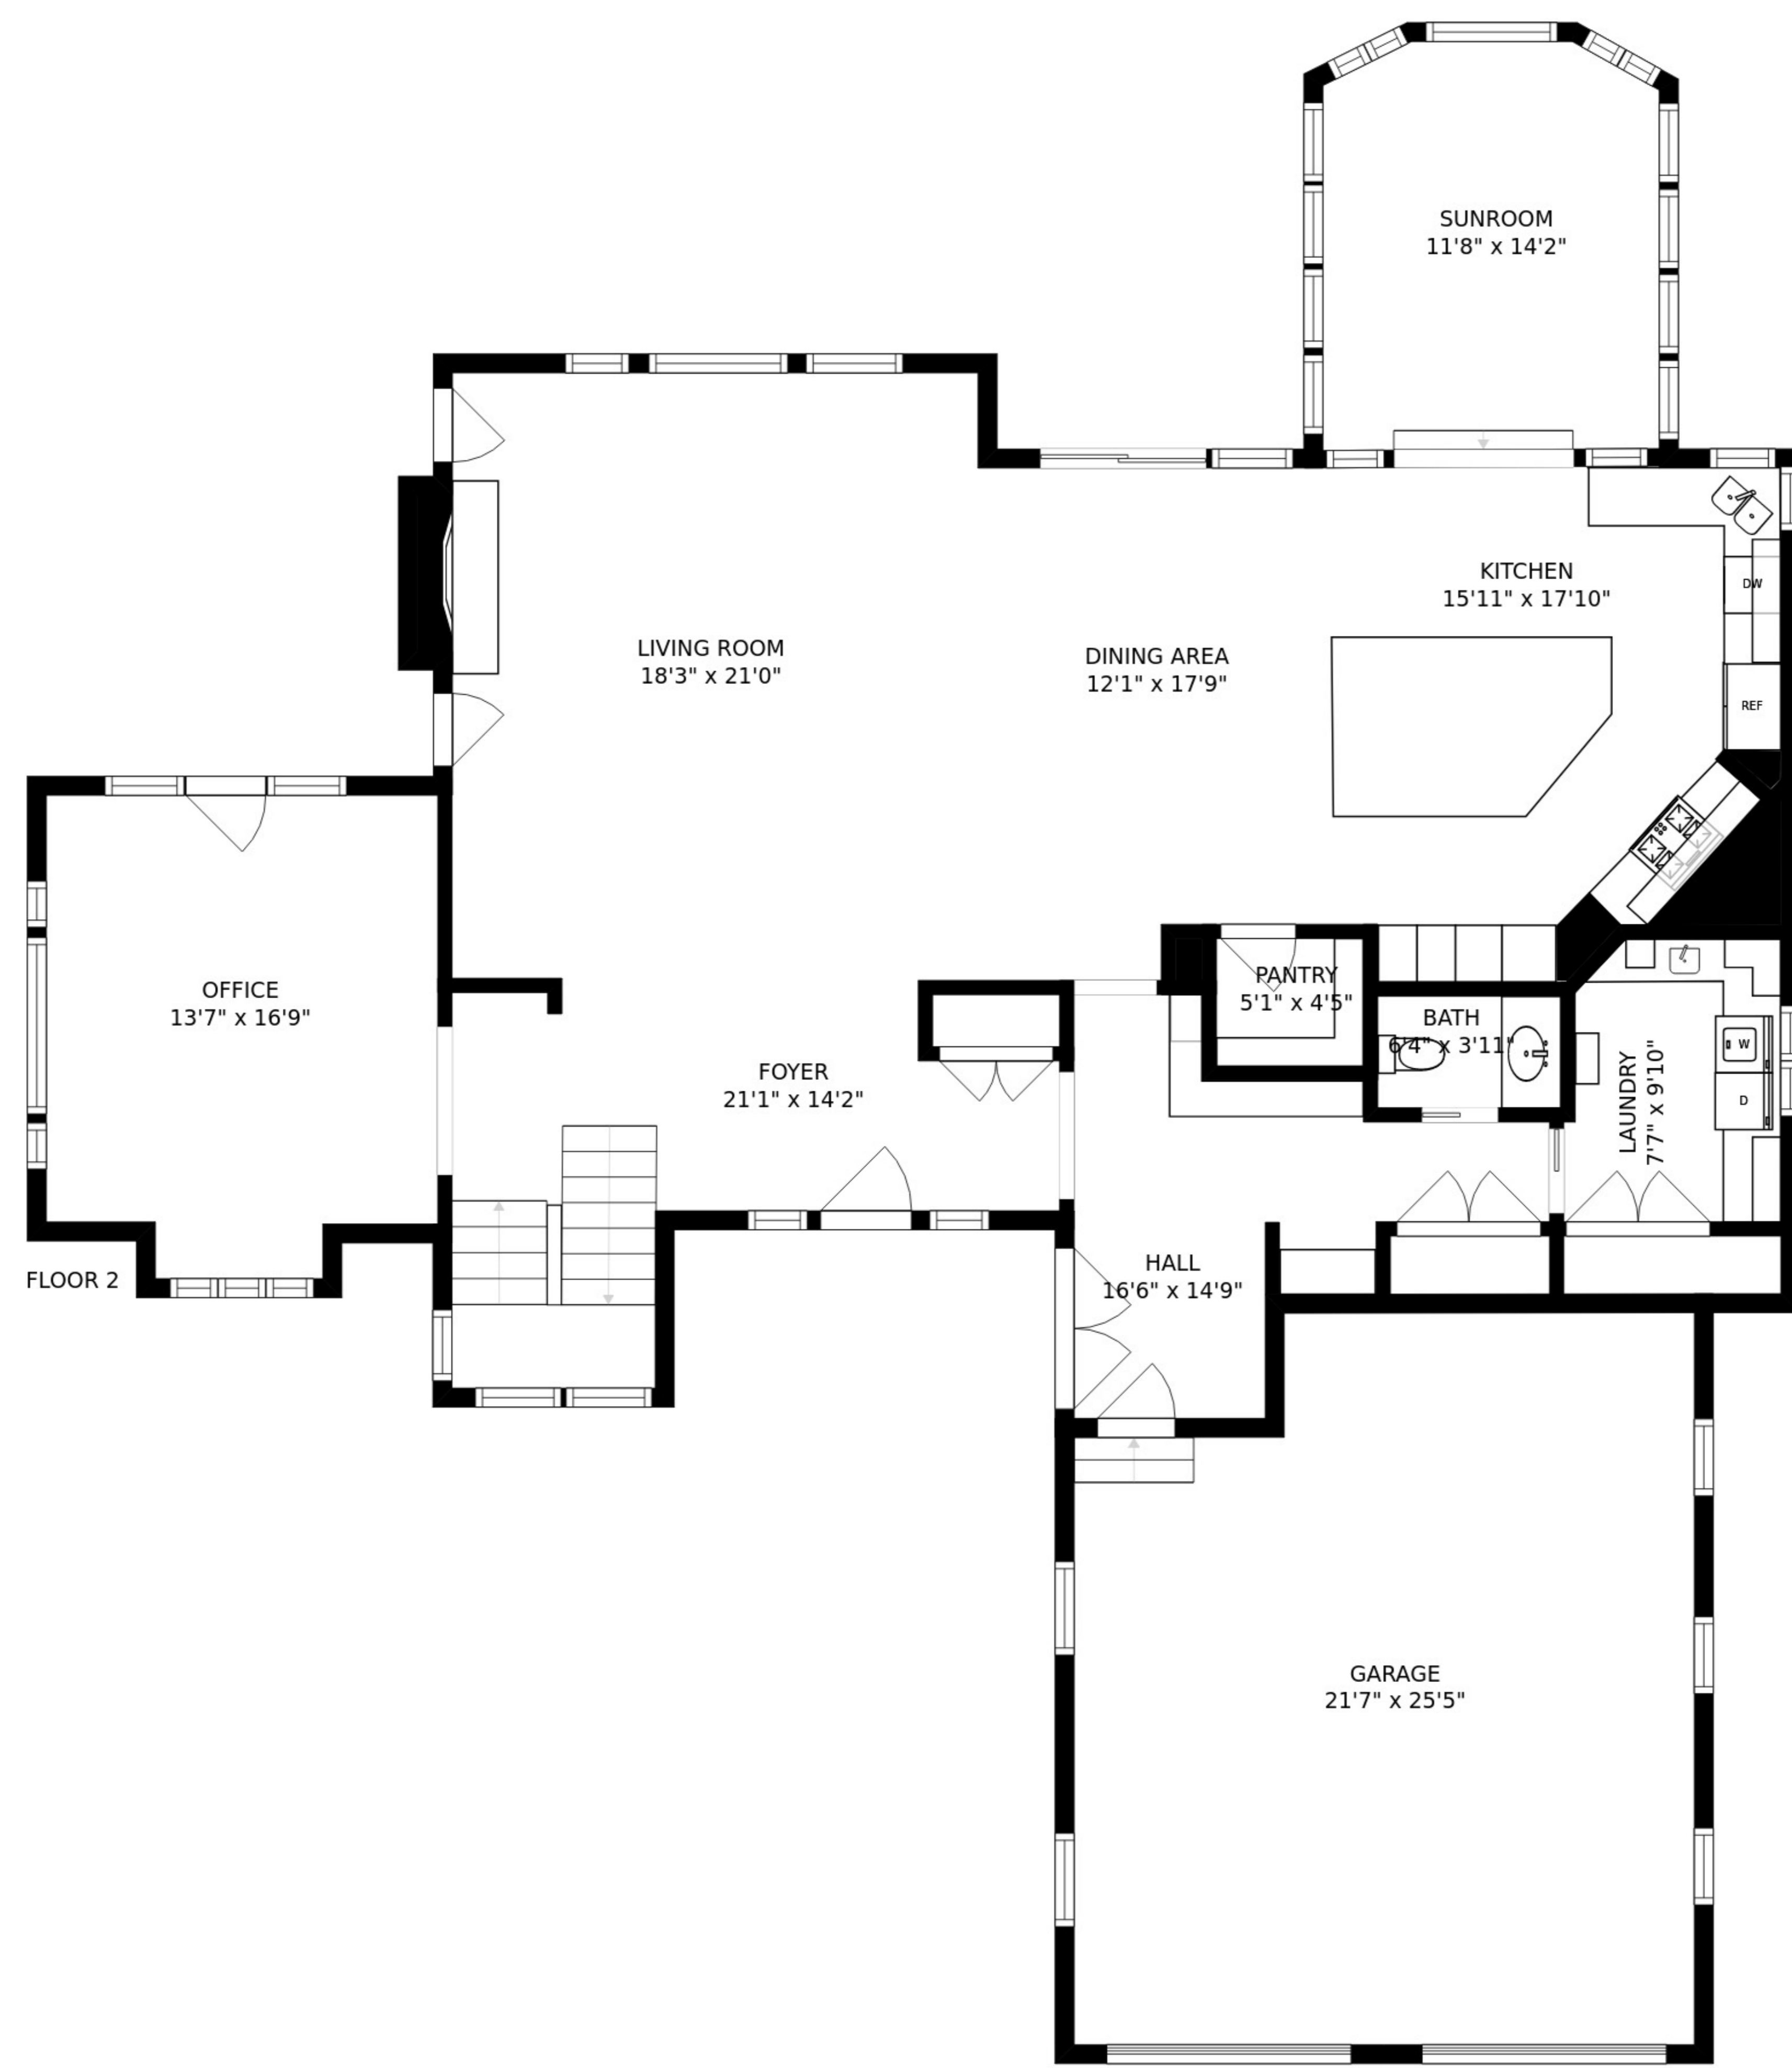 SUNROOM
11'8" x 14'2"
KITCHEN
15'11" x 17'10"
DW
LIVING ROOM
18'3" x 21'0"
DINING AREA
12'1" x 17'9"
REF
OFFICE
13'7" x 16'9"
PANTRY
5'1" x 4'5"
BATH
6'4" x 3'11"
FOYER
21'1" x 14'2"
LAUNDRY
7'7" x 9'10"
W
D
HALL
16'6" x 14'9"
FLOOR 2
GARAGE
21'7" x 25'5"